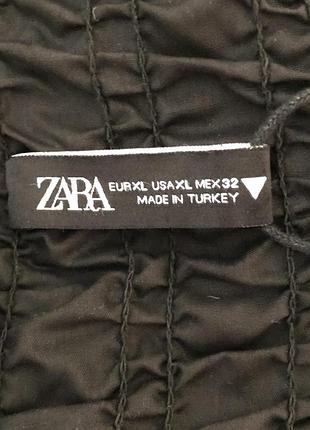 ZARA
EUR XL USA XL MEX 32
MADE IN TURKEY